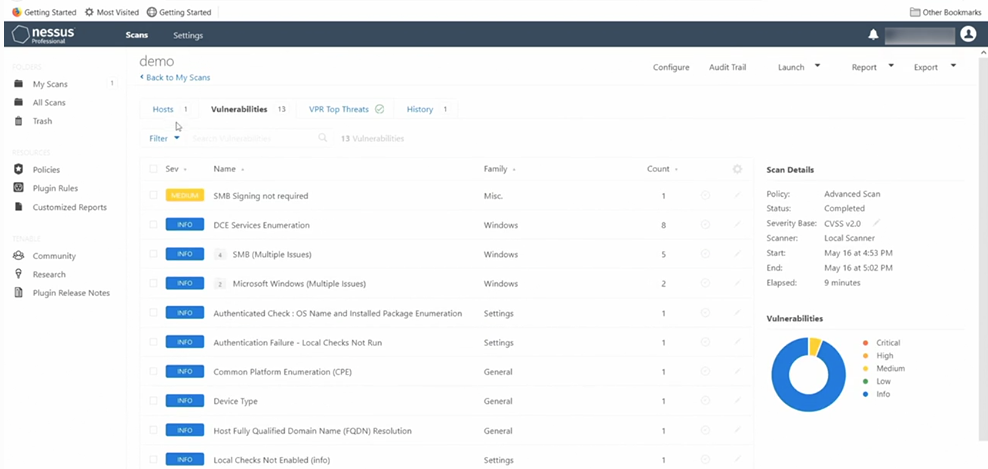 Getting Started Most Visited Getting Started Other Bookmarks
nessus Professional Scans Settings
FOLDERS
My Scans 1
All Scans
Trash
RESOURCES
Policies
Plugin Rules
Customized Reports
TENABLE
Community
Research
Plugin Release Notes
demo
Back to My Scans
Configure Audit Trail Launch Report Export
Hosts 1 Vulnerabilities 13 VPR Top Threats History 1
Filter Search Vulnerabilities 13 Vulnerabilities
Sev Name Family Count
MEDIUM SMB Signing not required Misc. 1
INFO DCE Services Enumeration Windows 8
INFO 4 SMB (Multiple Issues) Windows 5
INFO 2 Microsoft Windows (Multiple Issues) Windows 2
INFO Authenticated Check : OS Name and Installed Package Enumeration Settings 1
INFO Authentication Failure - Local Checks Not Run Settings 1
INFO Common Platform Enumeration (CPE) General 1
INFO Device Type General 1
INFO Host Fully Qualified Domain Name (FQDN) Resolution General 1
INFO Local Checks Not Enabled (info) Settings 1
Scan Details
Policy: Advanced Scan
Status: Completed
Severity Base: CVSS v2.0
Scanner: Local Scanner
Start: May 16 at 4:53 PM
End: May 16 at 5:02 PM
Elapsed: 9 minutes
Vulnerabilities
Critical
High
Medium
Low
Info